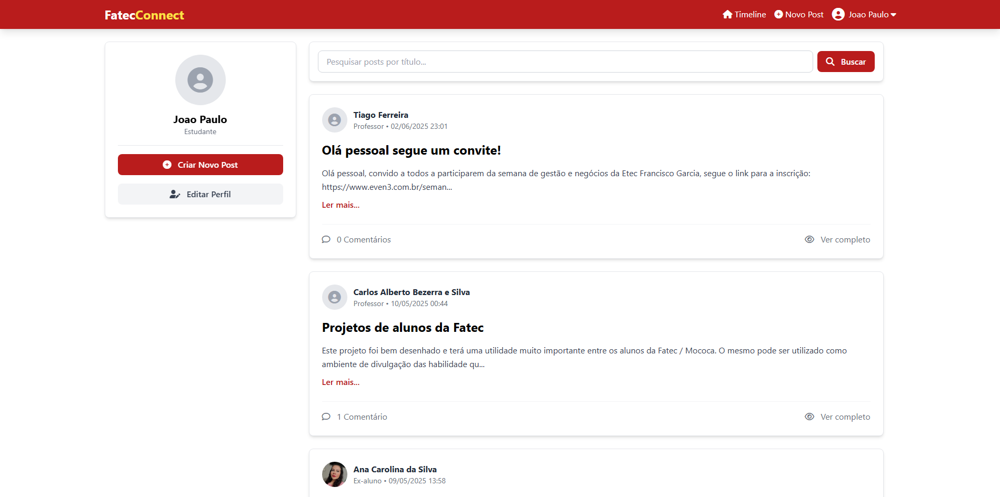 FatecConnect
Timeline
Novo Post
Joao Paulo
Joao Paulo
Estudante
Criar Novo Post
Editar Perfil
Pesquisar posts por título...
Buscar
Tiago Ferreira
Professor • 02/06/2025 23:01
Olá pessoal segue um convite!
Olá pessoal, convido a todos a participarem da semana de gestão e negócios da Etec Francisco Garcia, segue o link para a inscrição:
https://www.even3.com.br/seman...
Ler mais...
0 Comentários
Ver completo
Carlos Alberto Bezerra e Silva
Professor • 10/05/2025 00:44
Projetos de alunos da Fatec
Este projeto foi bem desenhado e terá uma utilidade muito importante entre os alunos da Fatec / Mococa. O mesmo pode ser utilizado como
ambiente de divulgação das habilidade qu...
Ler mais...
1 Comentário
Ver completo
Ana Carolina da Silva
Ex-aluno • 09/05/2025 13:58